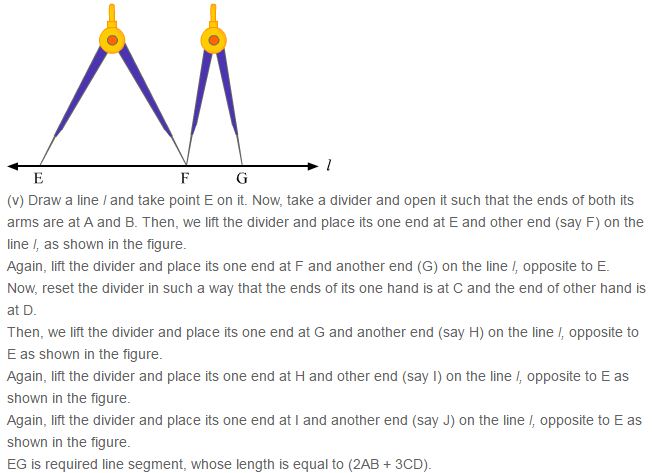 l
E F G
(v) Draw a line l and take point E on it. Now, take a divider and open it such that the ends of both its
arms are at A and B. Then, we lift the divider and place its one end at E and other end (say F) on the
line l, as shown in the figure.
Again, lift the divider and place its one end at F and another end (G) on the line l, opposite to E.
Now, reset the divider in such a way that the ends of its one hand is at C and the end of other hand is
at D.
Then, we lift the divider and place its one end at G and another end (say H) on the line l, opposite to
E as shown in the figure.
Again, lift the divider and place its one end at H and other end (say I) on the line l, opposite to E as
shown in the figure.
Again, lift the divider and place its one end at I and another end (say J) on the line l, opposite to E as
shown in the figure.
EG is required line segment, whose length is equal to (2AB + 3CD).